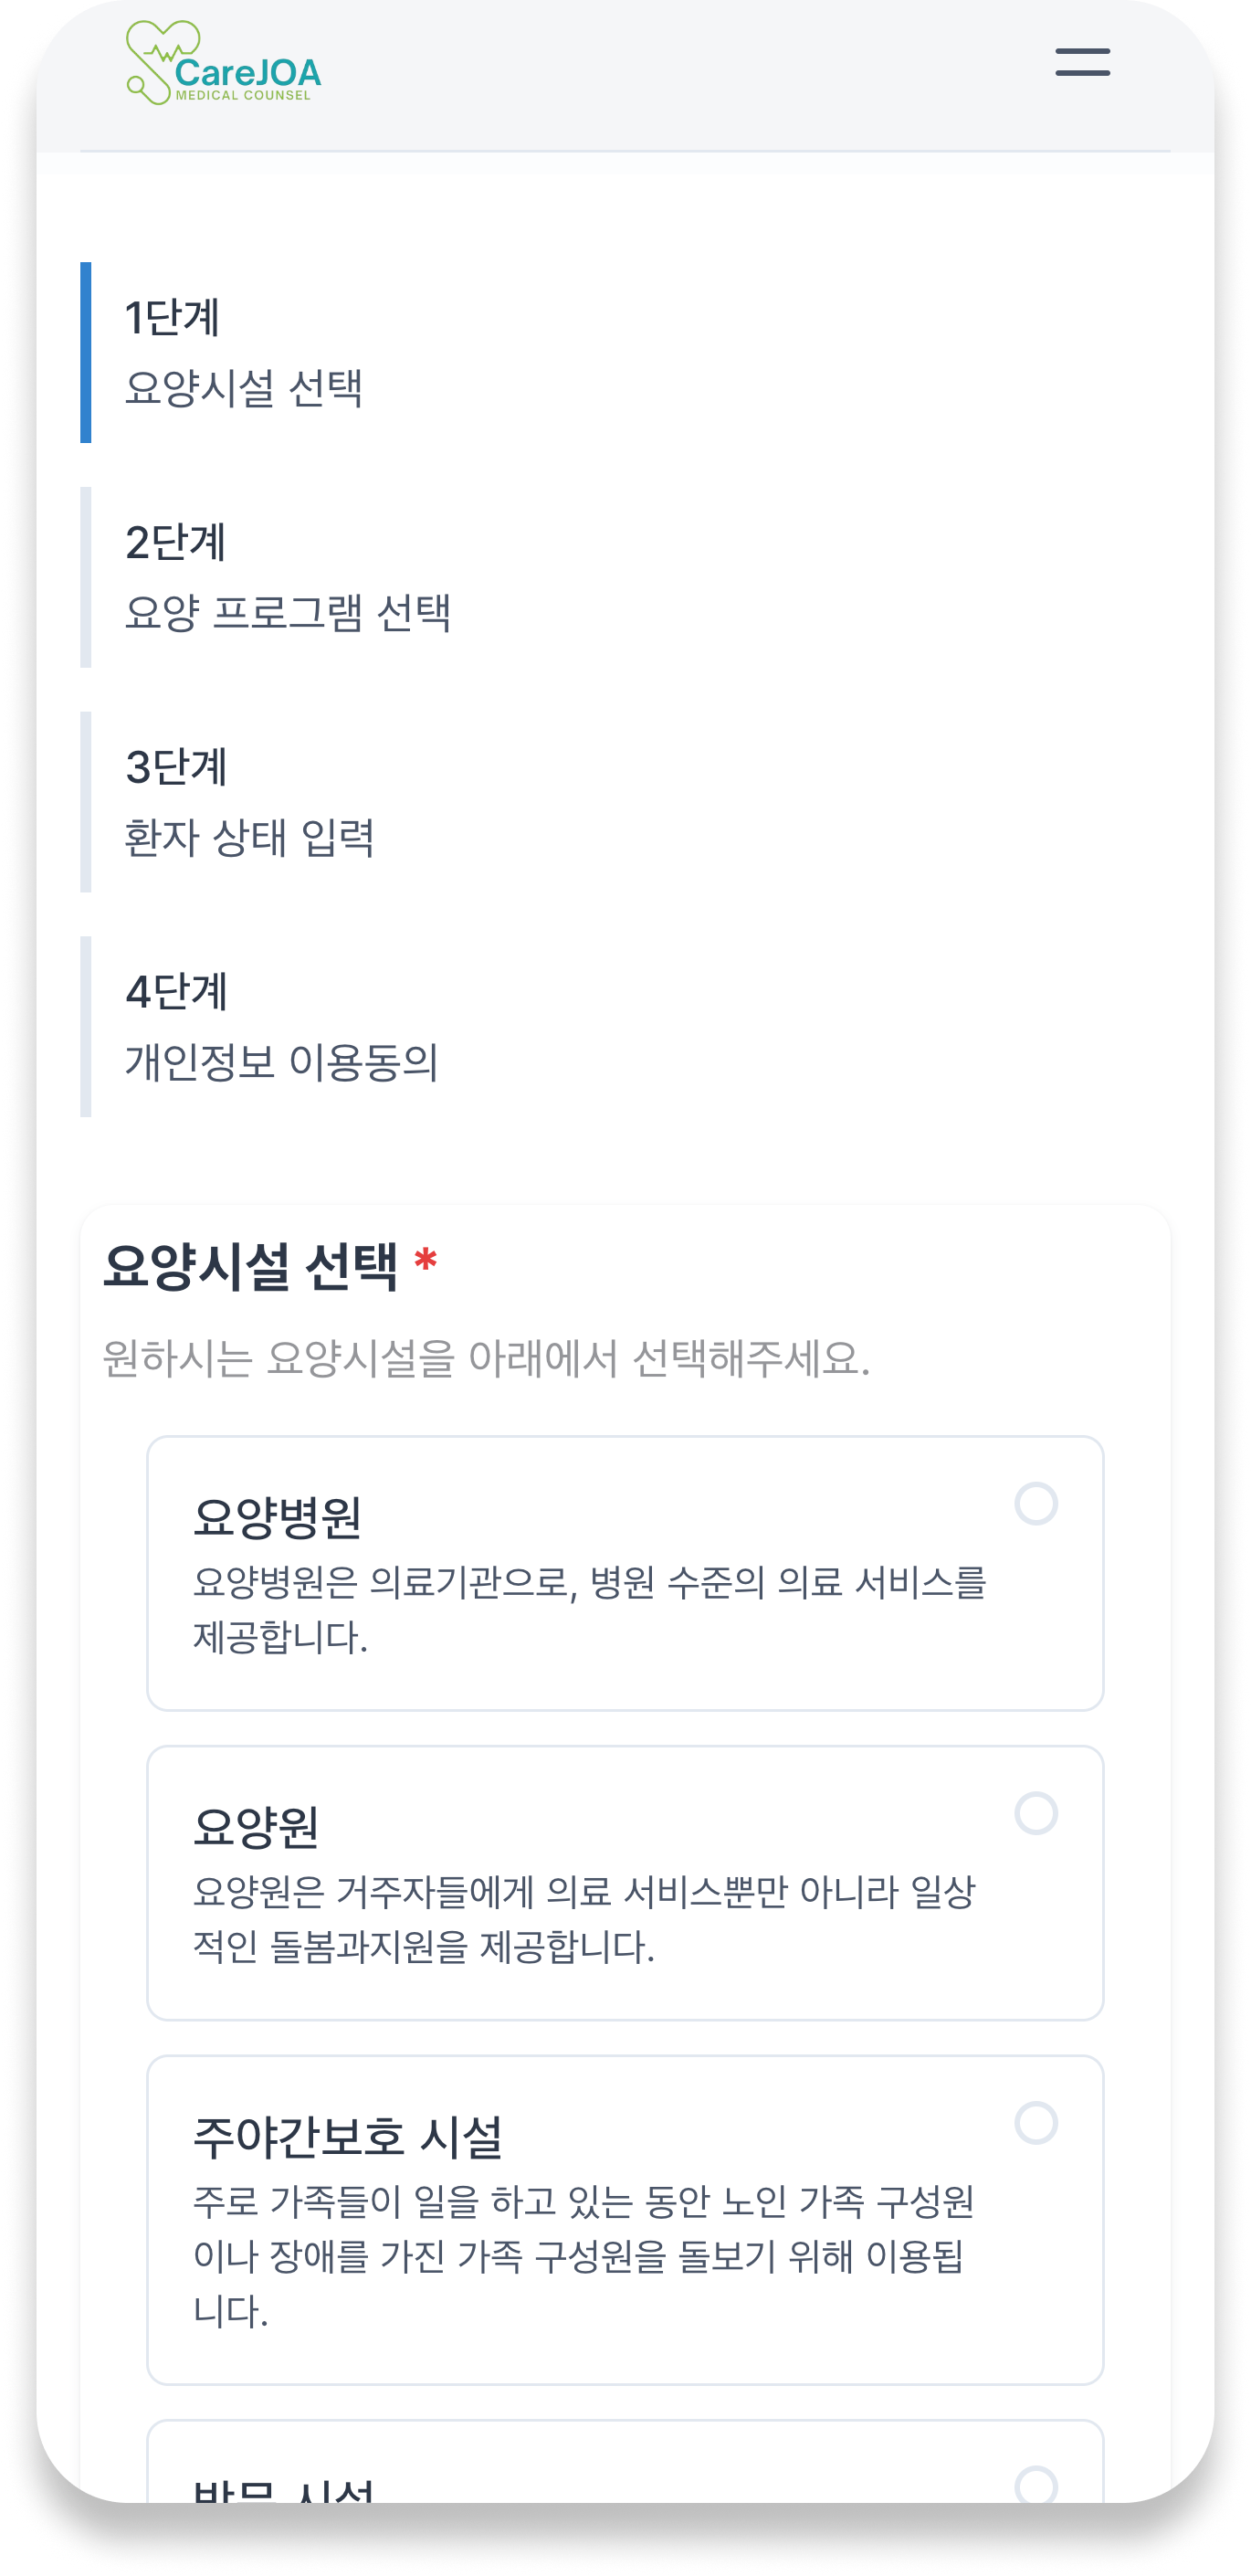 CareJOA
MEDICAL COUNSEL
1단계
요양시설 선택
2단계
요양 프로그램 선택
3단계
환자 상태 입력
4단계
개인정보 이용동의
요양시설 선택 *
원하시는 요양시설을 아래에서 선택해주세요.
요양병원
요양병원은 의료기관으로, 병원 수준의 의료 서비스를
제공합니다.
요양원
요양원은 거주자들에게 의료 서비스뿐만 아니라 일상
적인 돌봄과지원을 제공합니다.
주야간보호 시설
주로 가족들이 일을 하고 있는 동안 노인 가족 구성원
이나 장애를 가진 가족 구성원을 돌보기 위해 이용됩
니다.